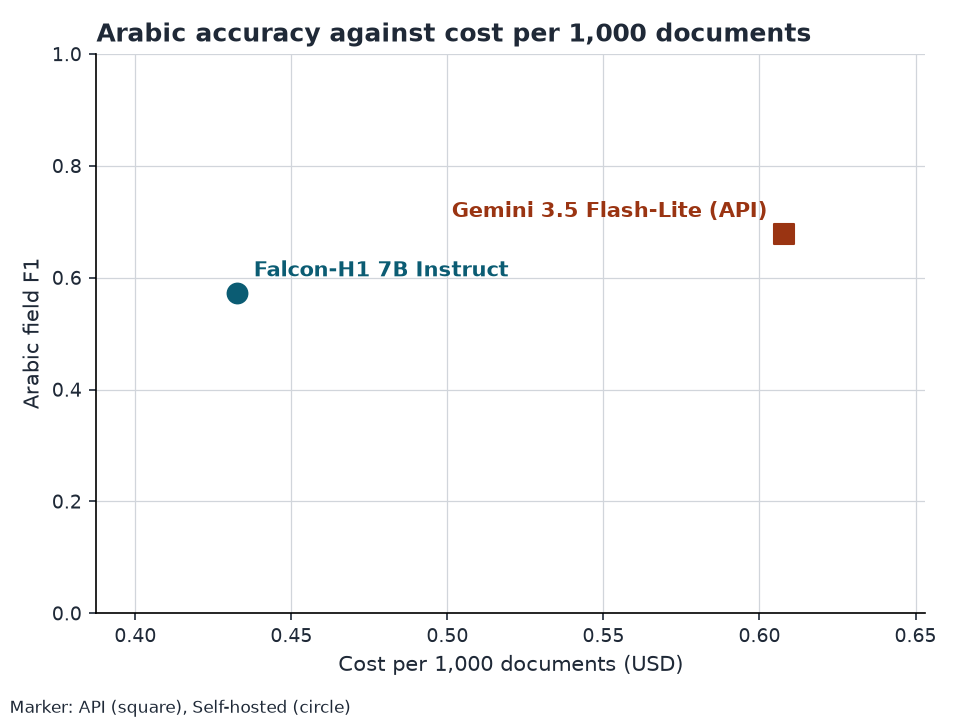 Arabic accuracy against cost per 1,000 documents
1.0
0.8
0.6
0.4
0.2
0.0
Arabic field F1
Gemini 3.5 Flash-Lite (API)
Falcon-H1 7B Instruct
0.40 0.45 0.50 0.55 0.60 0.65
Cost per 1,000 documents (USD)
Marker: API (square), Self-hosted (circle)